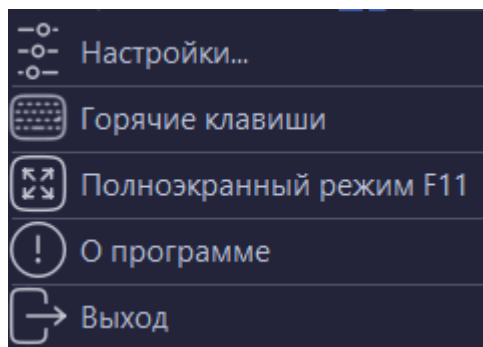 Настройки...
Горячие клавиши
Полноэкранный режим F11
О программе
Выход